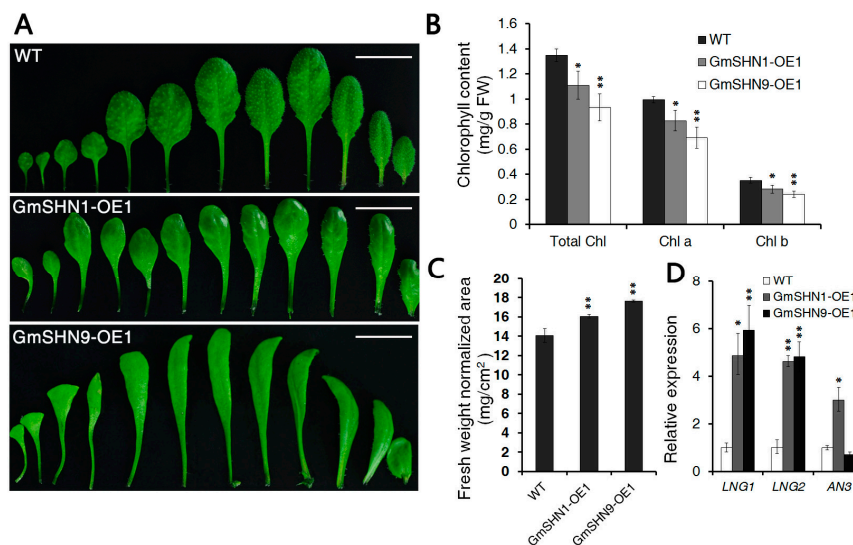 A
WT
GmSHN1-OE1
GmSHN9-OE1
B
Chlorophyll content
(mg/g FW)
1.6
1.4
1.2
1
0.8
0.6
0.4
0.2
0
WT
GmSHN1-OE1
GmSHN9-OE1
*
**
*
**
*
**
Total Chl
Chl a
Chl b
C
Fresh weight normalized area
(mg/cm²)
20
18
16
14
12
10
8
6
4
2
0
**
**
WT
GmSHN1-OE1
GmSHN9-OE1
D
Relative expression
8
6
4
2
0
WT
GmSHN1-OE1
GmSHN9-OE1
*
**
**
**
*
LNG1
LNG2
AN3